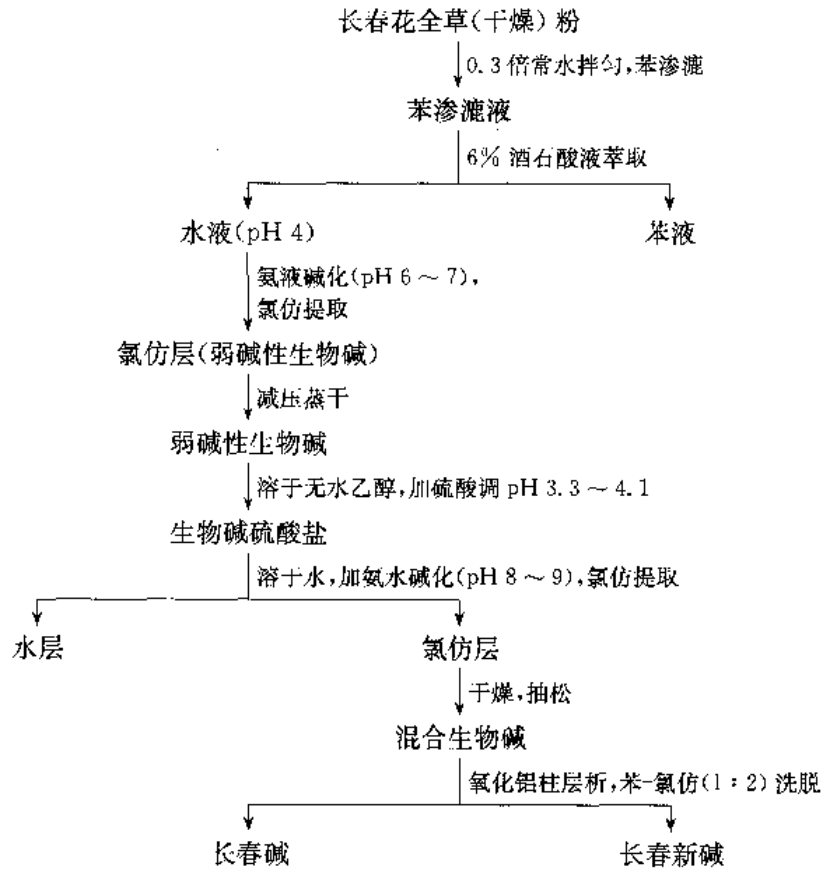 长春花全草(干燥)粉
0.3倍常水拌匀,苯渗漉
苯渗漉液
6%酒石酸液萃取
水液(pH 4)
苯液
氨液碱化(pH 6～7),
氯仿提取
氯仿层(弱碱性生物碱)
减压蒸干
弱碱性生物碱
溶于无水乙醇,加硫酸调 pH 3.3～4.1
生物碱硫酸盐
溶于水,加氨水碱化(pH 8～9),氯仿提取
水层
氯仿层
干燥,抽松
混合生物碱
氧化铝柱层析,苯-氯仿(1:2)洗脱
长春碱
长春新碱